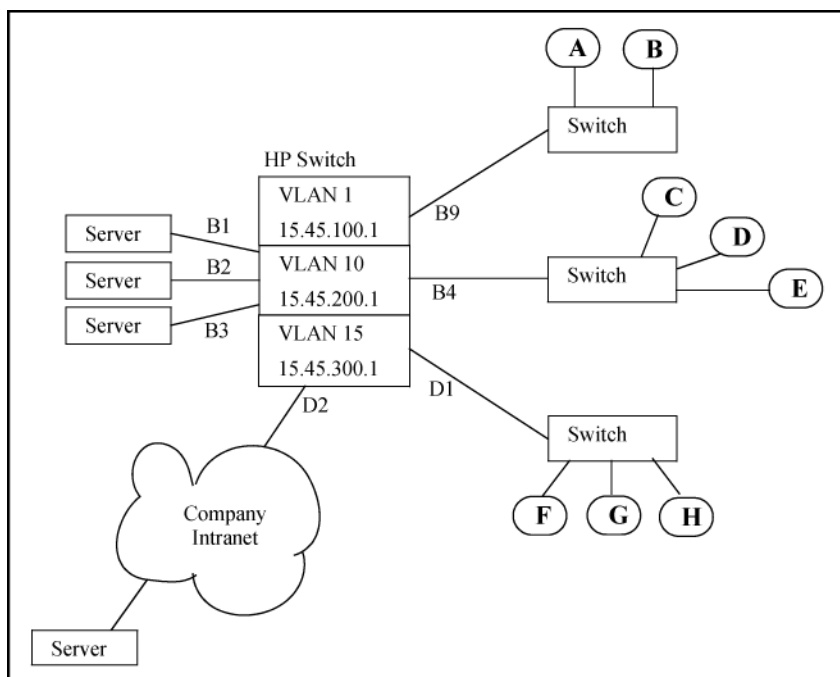 A
B
Switch
HP Switch
VLAN 1
15.45.100.1
B9
C
Server
B1
D
Server
B2
VLAN 10
15.45.200.1
B4
Switch
E
Server
B3
VLAN 15
15.45.300.1
D2
D1
Switch
Company
Intranet
F
G
H
Server